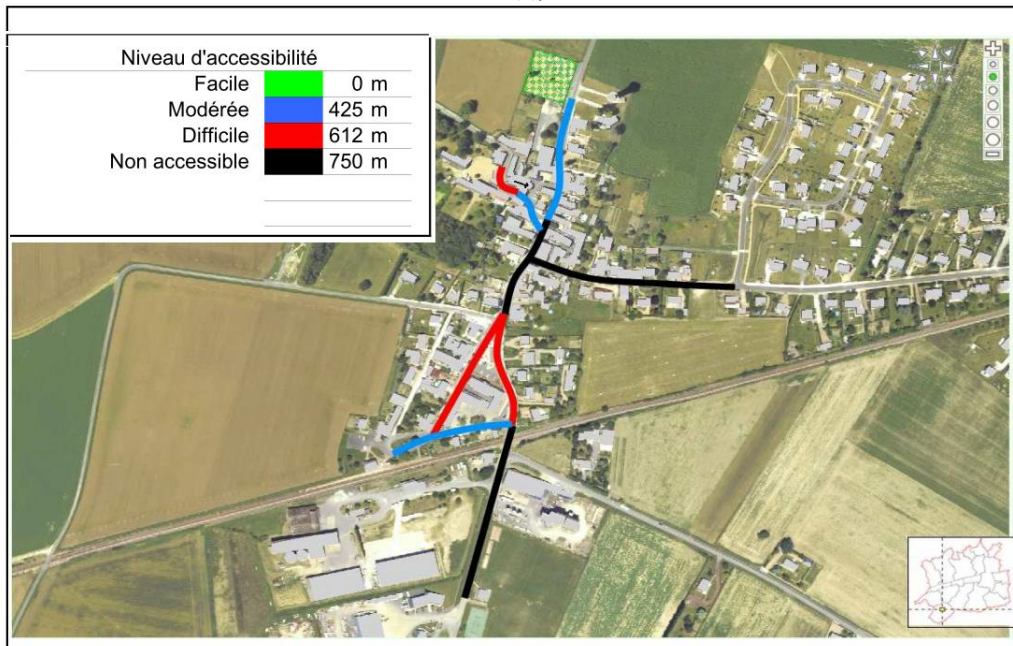 Niveau d'accessibilité
Facile 0 m
Modérée 425 m
Difficile 612 m
Non accessible 750 m